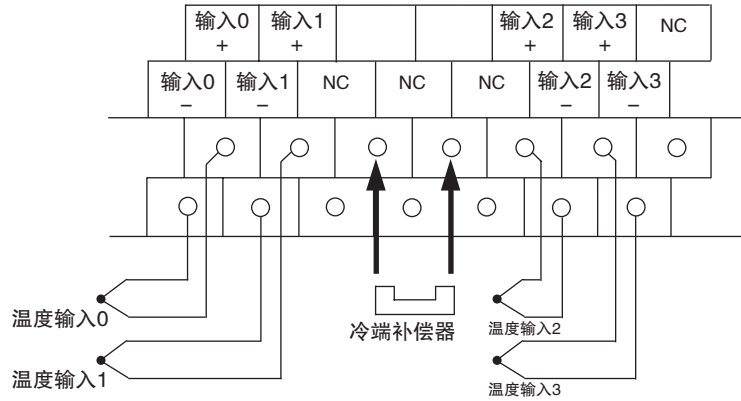 输入0 输入1 输入2 输入3 NC
+ + + +
输入0 输入1 NC NC NC 输入2 输入3
– – – –
温度输入0
冷端补偿器
温度输入2
温度输入1
温度输入3